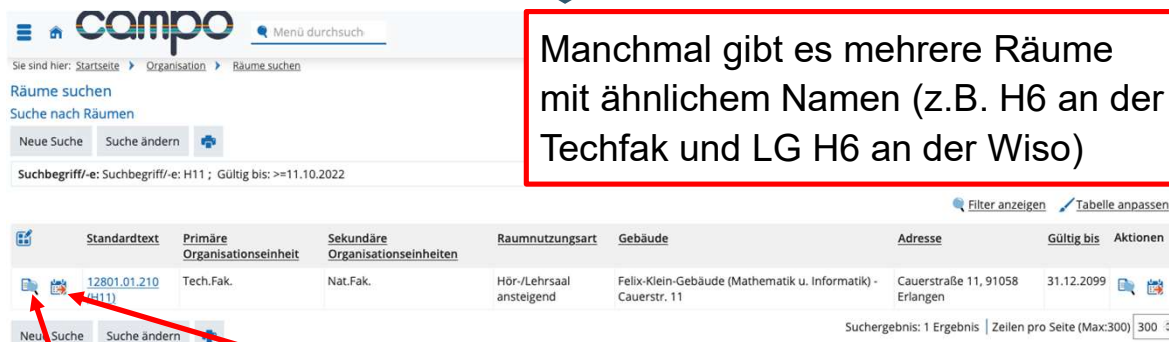 campo
Menü durchsuch
Sie sind hier: Startseite > Organisation > Räume suchen
Manchmal gibt es mehrere Räume
mit ähnlichem Namen (z.B. H6 an der
Techfak und LG H6 an der Wiso)
Räume suchen
Suche nach Räumen
Neue Suche Suche ändern
Suchbegriff/-e: Suchbegriff/-e: H11 ; Gültig bis: >=11.10.2022
Filter anzeigen Tabelle anpassen
Standardtext Primäre Organisationseinheit Sekundäre Organisationseinheiten Raumnutzungsart Gebäude Adresse Gültig bis Aktionen
12801.01.210 Tech.Fak. Nat.Fak. Hör-/Lehrsaal Felix-Klein-Gebäude (Mathematik u. Informatik) - Cauerstraße 11, 91058 31.12.2099
(H11) ansteigend Cauerstr. 11 Erlangen
Suchergebnis: 1 Ergebnis | Zeilen pro Seite (Max:300) 300
Neue Suche Suche ändern